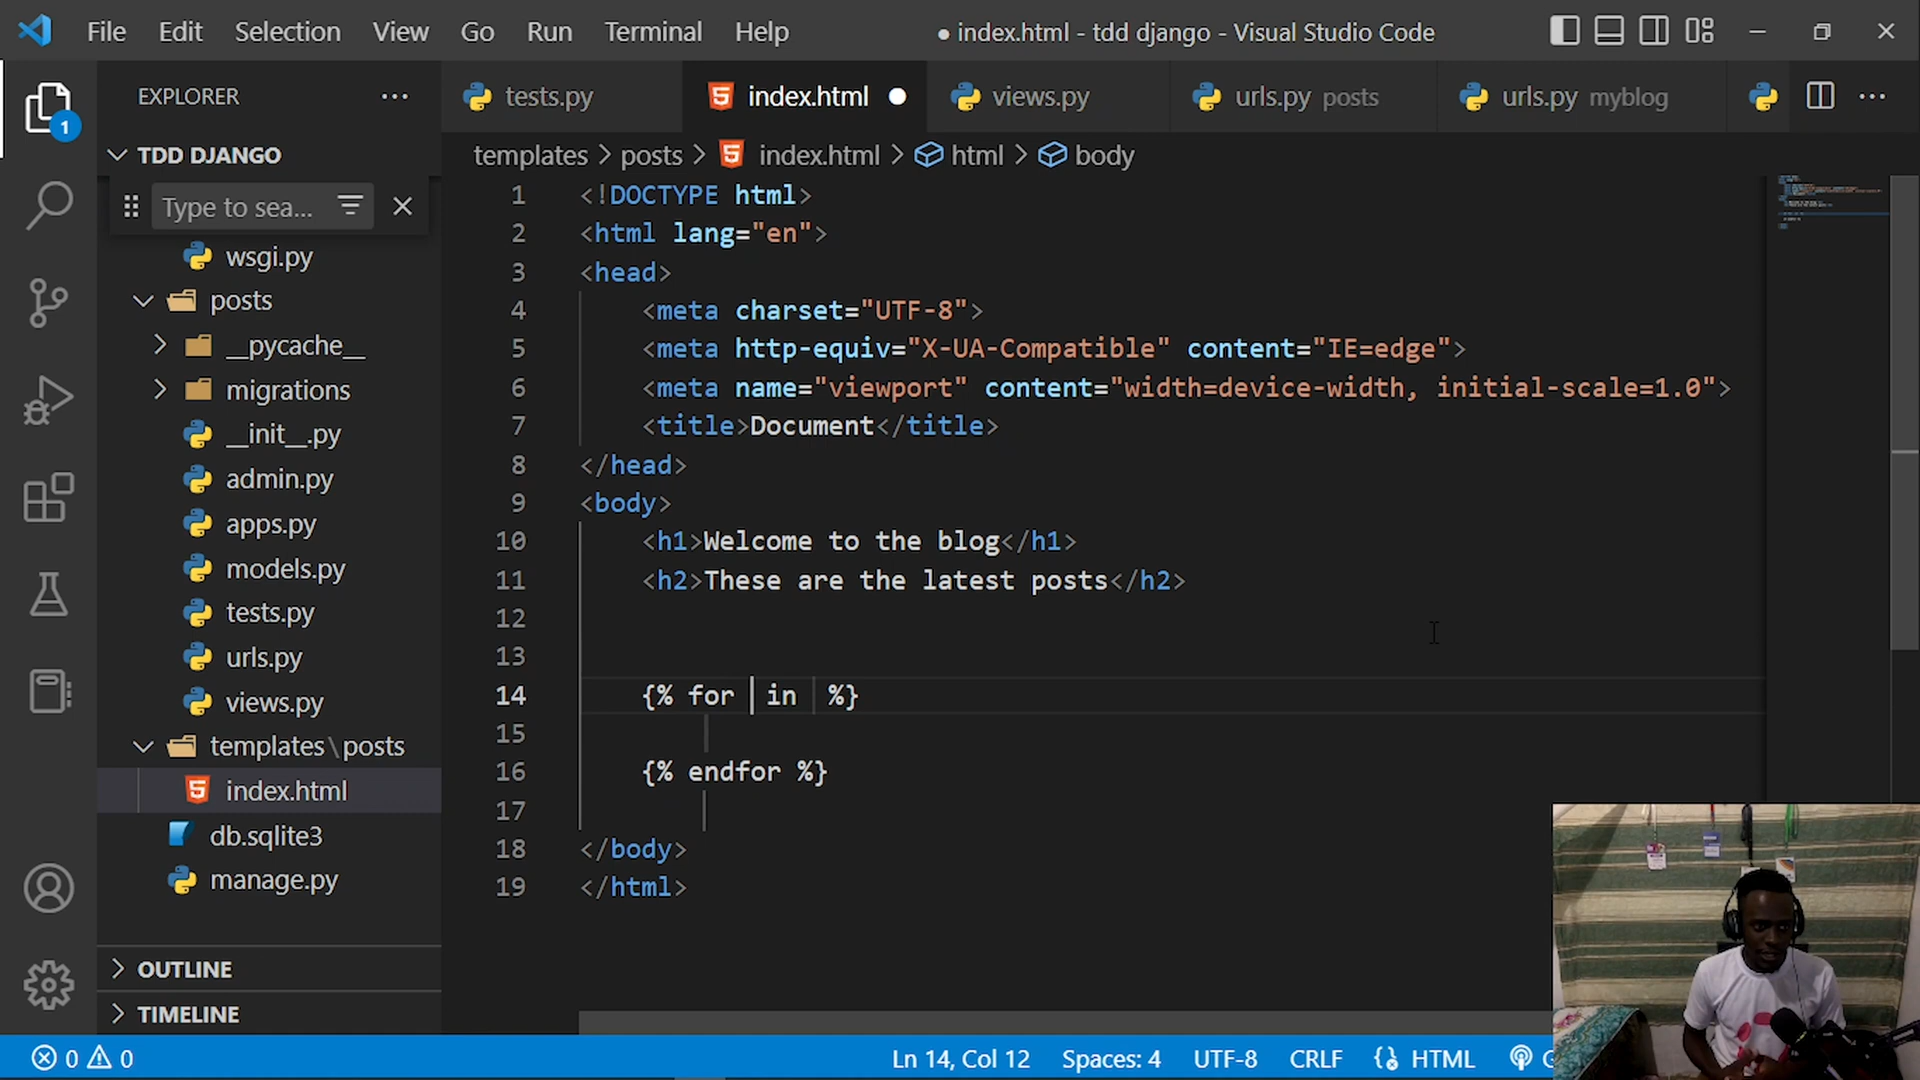 File Edit Selection View Go Run Terminal Help
● index.html - tdd django - Visual Studio Code
EXPLORER
tests.py
index.html
views.py
urls.py posts
urls.py myblog
1
TDD DJANGO
templates > posts > index.html > html > body
Type to sea...
wsgi.py
posts
__pycache__
migrations
__init__.py
admin.py
apps.py
models.py
tests.py
urls.py
views.py
templates\posts
index.html
db.sqlite3
manage.py
OUTLINE
TIMELINE
1 <!DOCTYPE html>
2 <html lang="en">
3 <head>
4 <meta charset="UTF-8">
5 <meta http-equiv="X-UA-Compatible" content="IE=edge">
6 <meta name="viewport" content="width=device-width, initial-scale=1.0">
7 <title>Document</title>
8 </head>
9 <body>
10 <h1>Welcome to the blog</h1>
11 <h2>These are the latest posts</h2>
12
13
14 {% for in %}
15
16 {% endfor %}
17
18 </body>
19 </html>
0 0
Ln 14, Col 12
Spaces: 4
UTF-8
CRLF
HTML